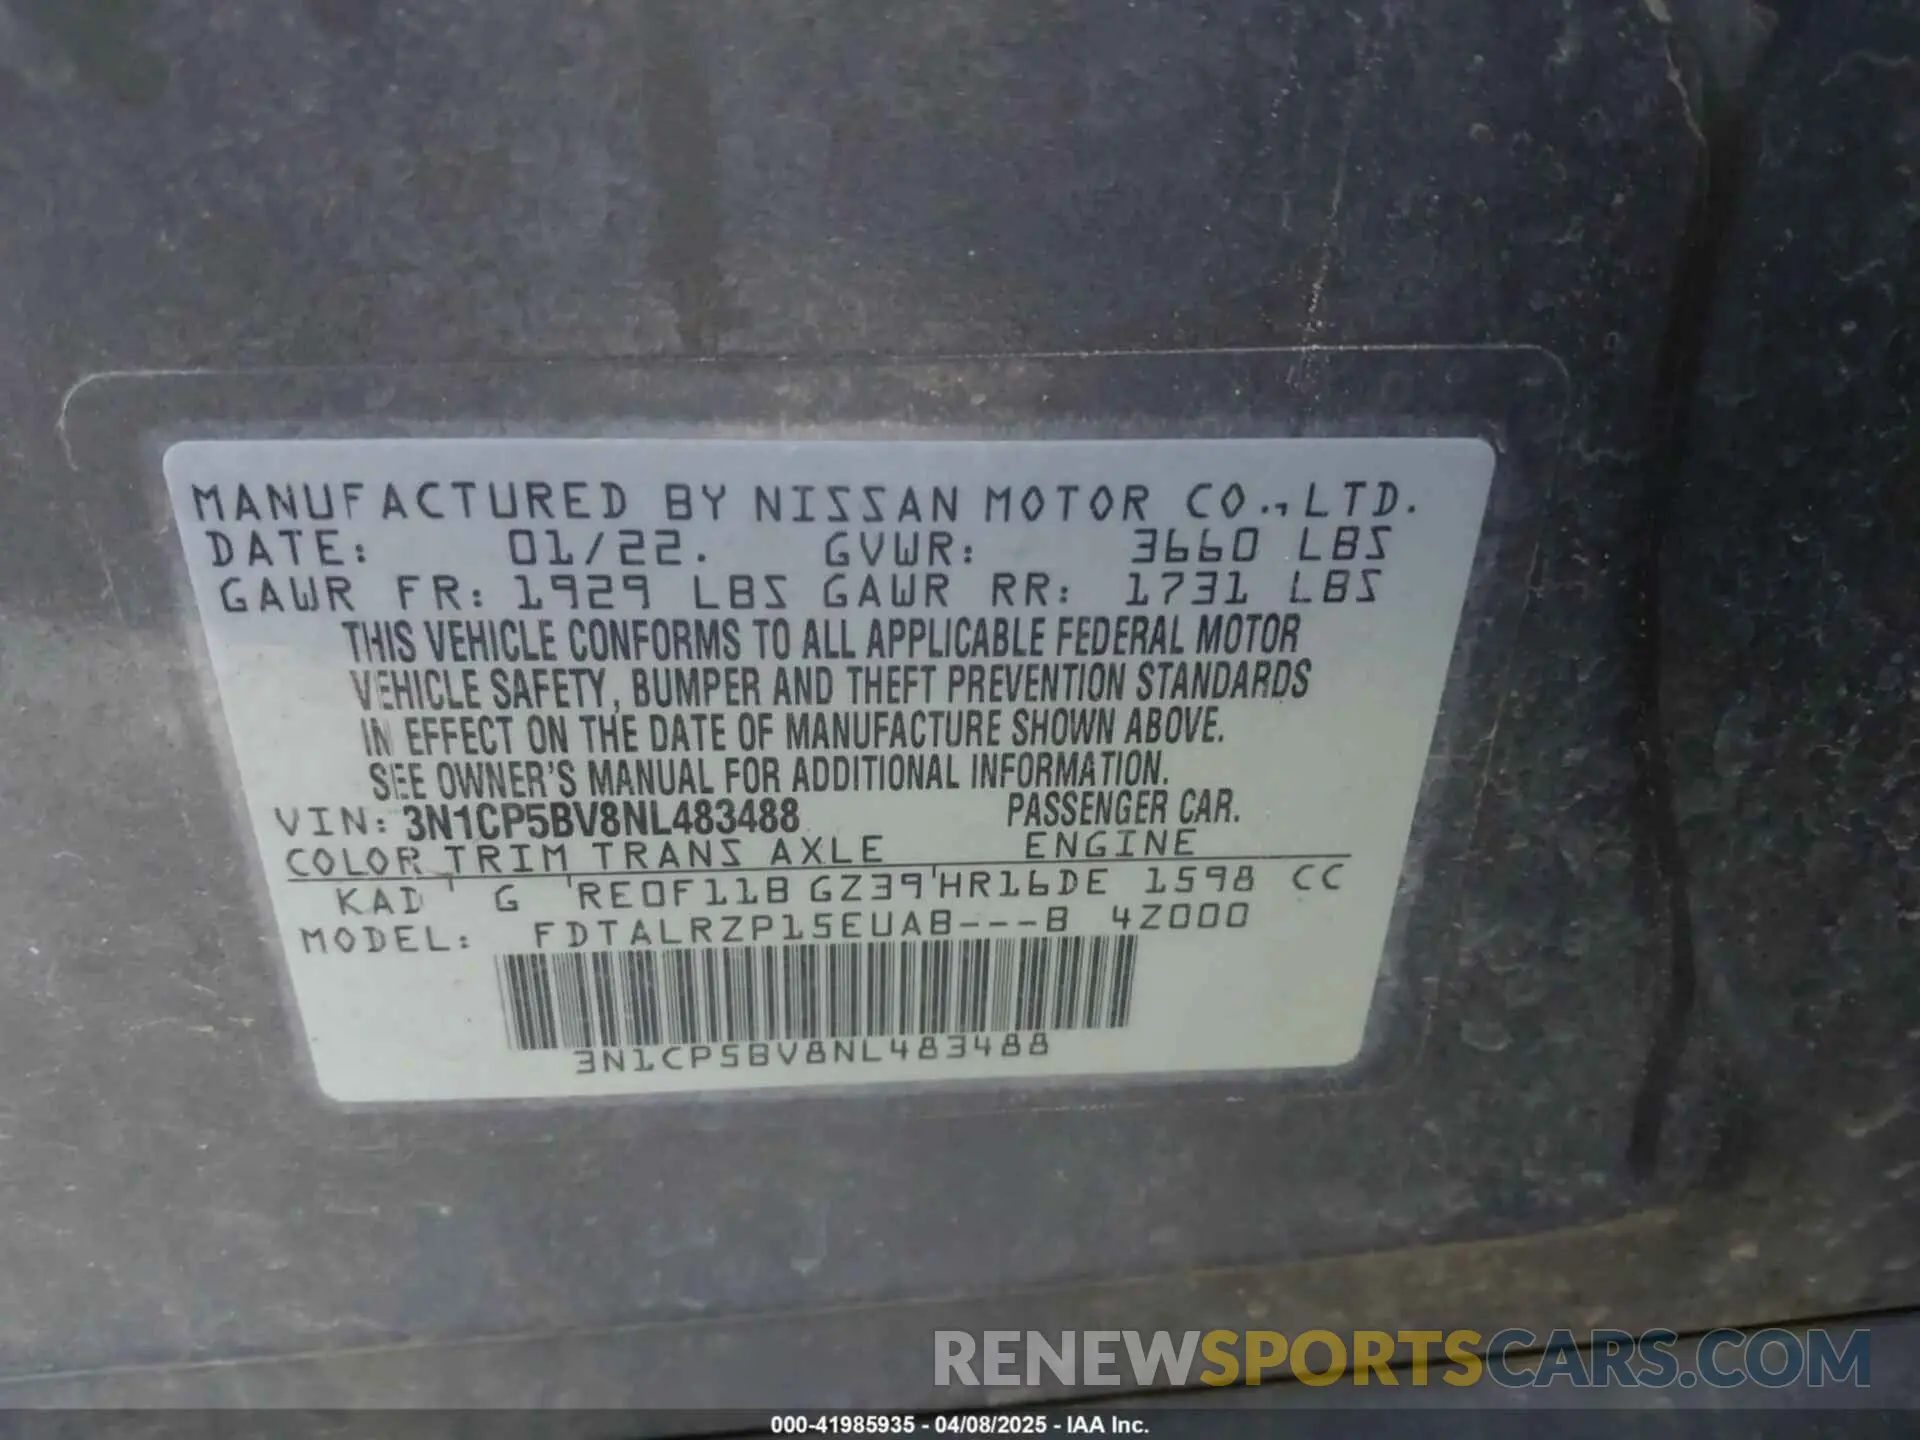 MANUFACTURED BY NISSAN MOTOR CO., LTD.
DATE: 01/22. GVWR: 3660 LBS
GAWR FR: 1929 LBS GAWR RR: 1731 LBS
THIS VEHICLE CONFORMS TO ALL APPLICABLE FEDERAL MOTOR
VEHICLE SAFETY, BUMPER AND THEFT PREVENTION STANDARDS
IN EFFECT ON THE DATE OF MANUFACTURE SHOWN ABOVE.
SEE OWNER'S MANUAL FOR ADDITIONAL INFORMATION.
VIN: 3N1CP5BV8NL483488 PASSENGER CAR.
COLOR TRIM TRANS AXLE ENGINE
KAD G RE0F11B GZ39 HR16DE 1598 CC
MODEL: FDTALRZP15EUAB---B 4Z000
3N1CP5BV8NL483488
RENEWSPORTSCARS.COM
000-41985935 - 04/08/2025 - IAA Inc.